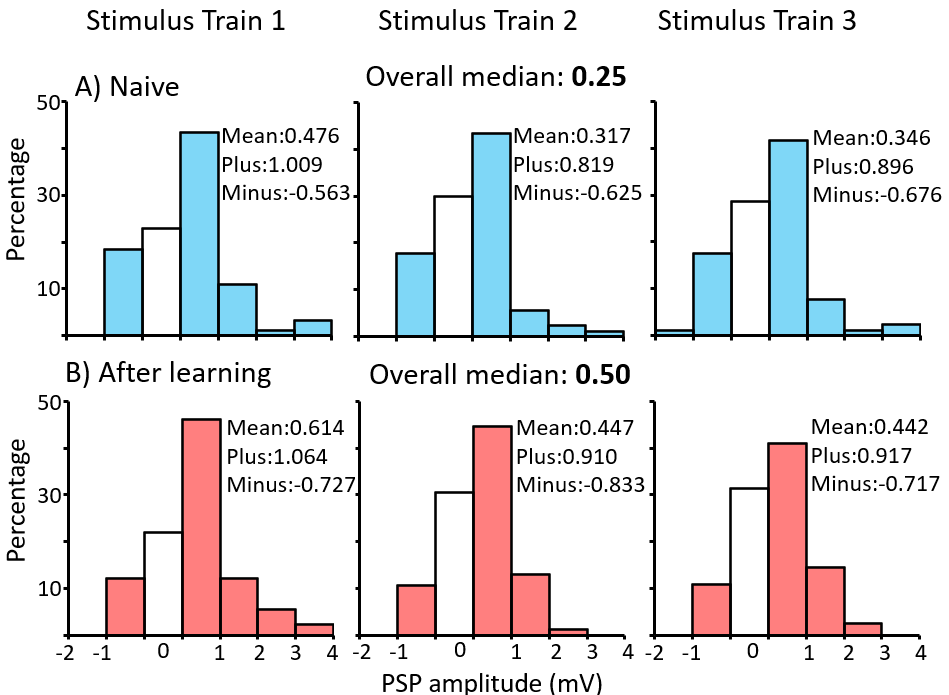 Stimulus Train 1 Stimulus Train 2 Stimulus Train 3
A) Naive Overall median: 0.25
50
30
10
Percentage
Mean:0.476
Plus:1.009
Minus:-0.563
Mean:0.317
Plus:0.819
Minus:-0.625
Mean:0.346
Plus:0.896
Minus:-0.676
B) After learning Overall median: 0.50
50
30
10
Percentage
Mean:0.614
Plus:1.064
Minus:-0.727
Mean:0.447
Plus:0.910
Minus:-0.833
Mean:0.442
Plus:0.917
Minus:-0.717
-2 -1 0 1 2 3 4 -2 -1 0 1 2 3 4 -2 -1 0 1 2 3 4
PSP amplitude (mV)